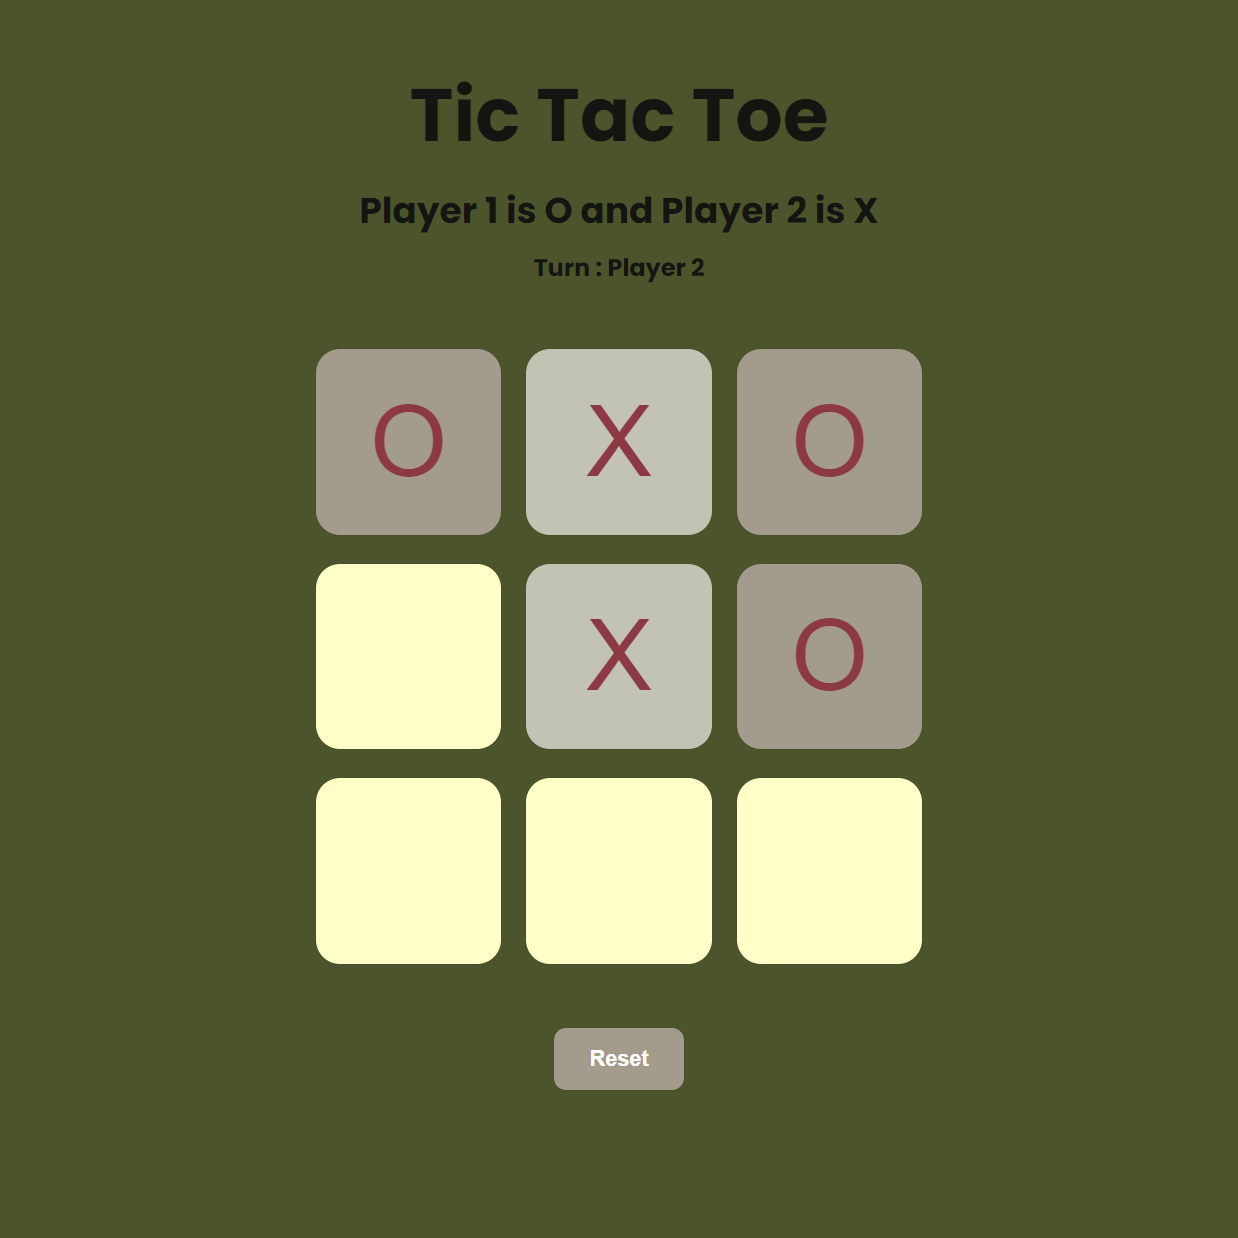 Tic Tac Toe
Player 1 is O and Player 2 is X
Turn : Player 2
O X O
X O
Reset